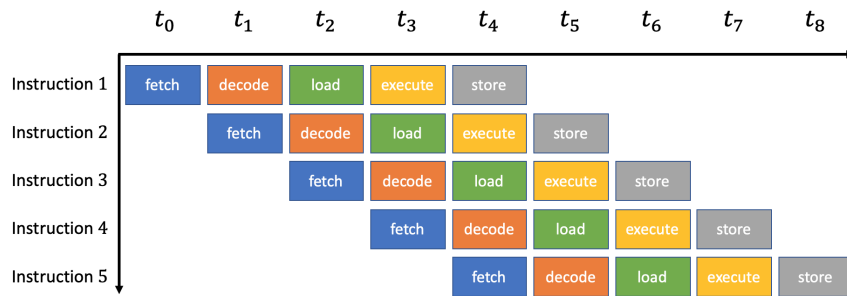 t0 t1 t2 t3 t4 t5 t6 t7 t8
Instruction 1 fetch decode load execute store
Instruction 2 fetch decode load execute store
Instruction 3 fetch decode load execute store
Instruction 4 fetch decode load execute store
Instruction 5 fetch decode load execute store